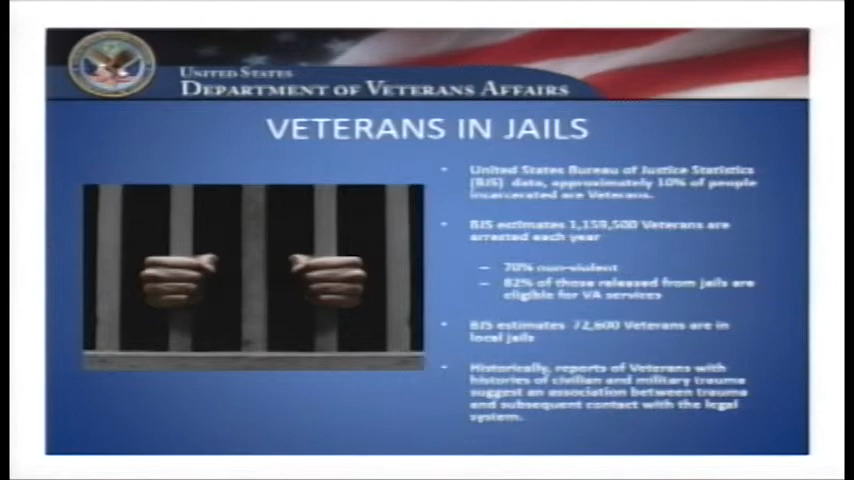 UNITED STATES
DEPARTMENT OF VETERANS AFFAIRS
VETERANS IN JAILS
• United States Bureau of Justice Statistics
(BJS) data, approximately 10% of people
incarcerated are Veterans.
• BJS estimates 1,159,500 Veterans are
arrested each year
– 70% non-violent
– 82% of those released from jails are
eligible for VA services
• BJS estimates 72,600 Veterans are in
local jails
• Historically, reports of Veterans with
histories of civilian and military trauma
suggest an association between trauma
and subsequent contact with the legal
system.